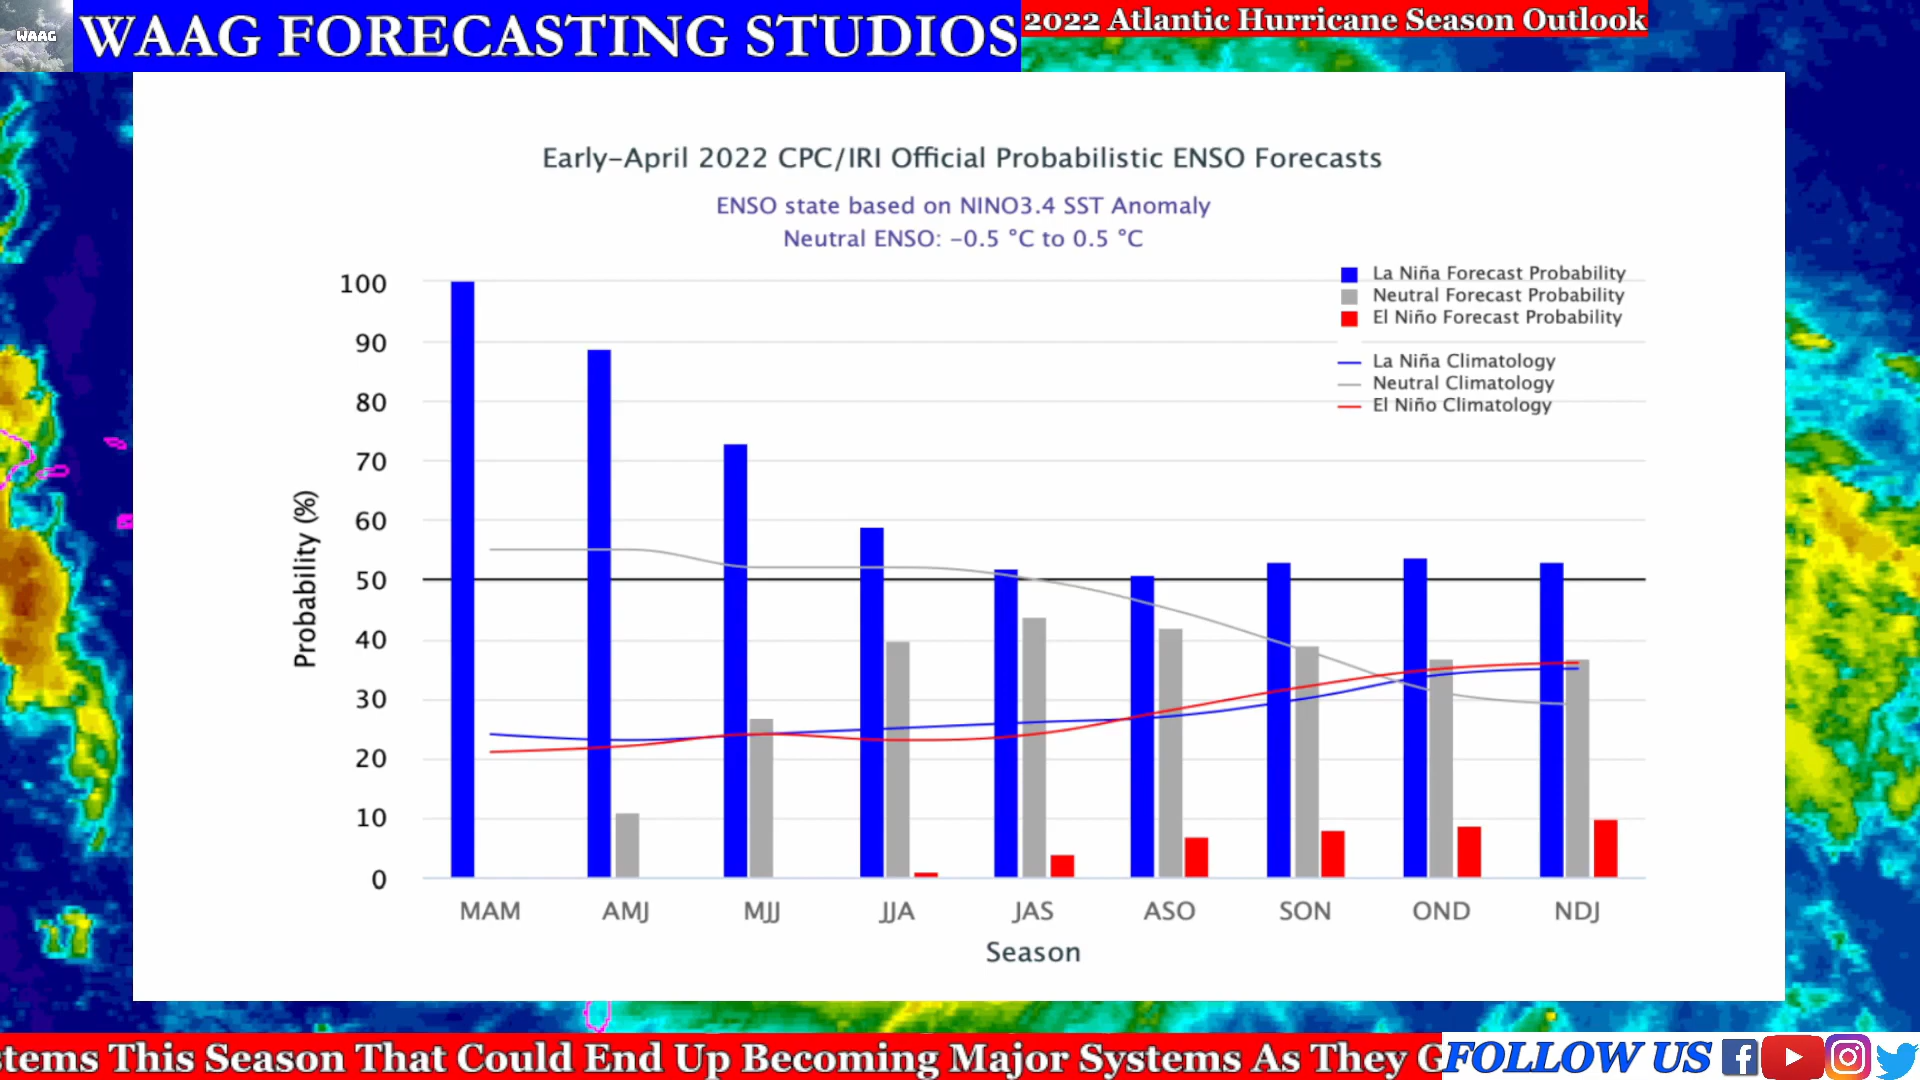 WAAG
WAAG FORECASTING STUDIOS
2022 Atlantic Hurricane Season Outlook
Early-April 2022 CPC/IRI Official Probabilistic ENSO Forecasts
ENSO state based on NINO3.4 SST Anomaly
Neutral ENSO: -0.5 °C to 0.5 °C
La Niña Forecast Probability
Neutral Forecast Probability
El Niño Forecast Probability
La Niña Climatology
Neutral Climatology
El Niño Climatology
Probability (%)
100
90
80
70
60
50
40
30
20
10
0
MAM AMJ MJJ JJA JAS ASO SON OND NDJ
Season
stems This Season That Could End Up Becoming Major Systems As They G
FOLLOW US